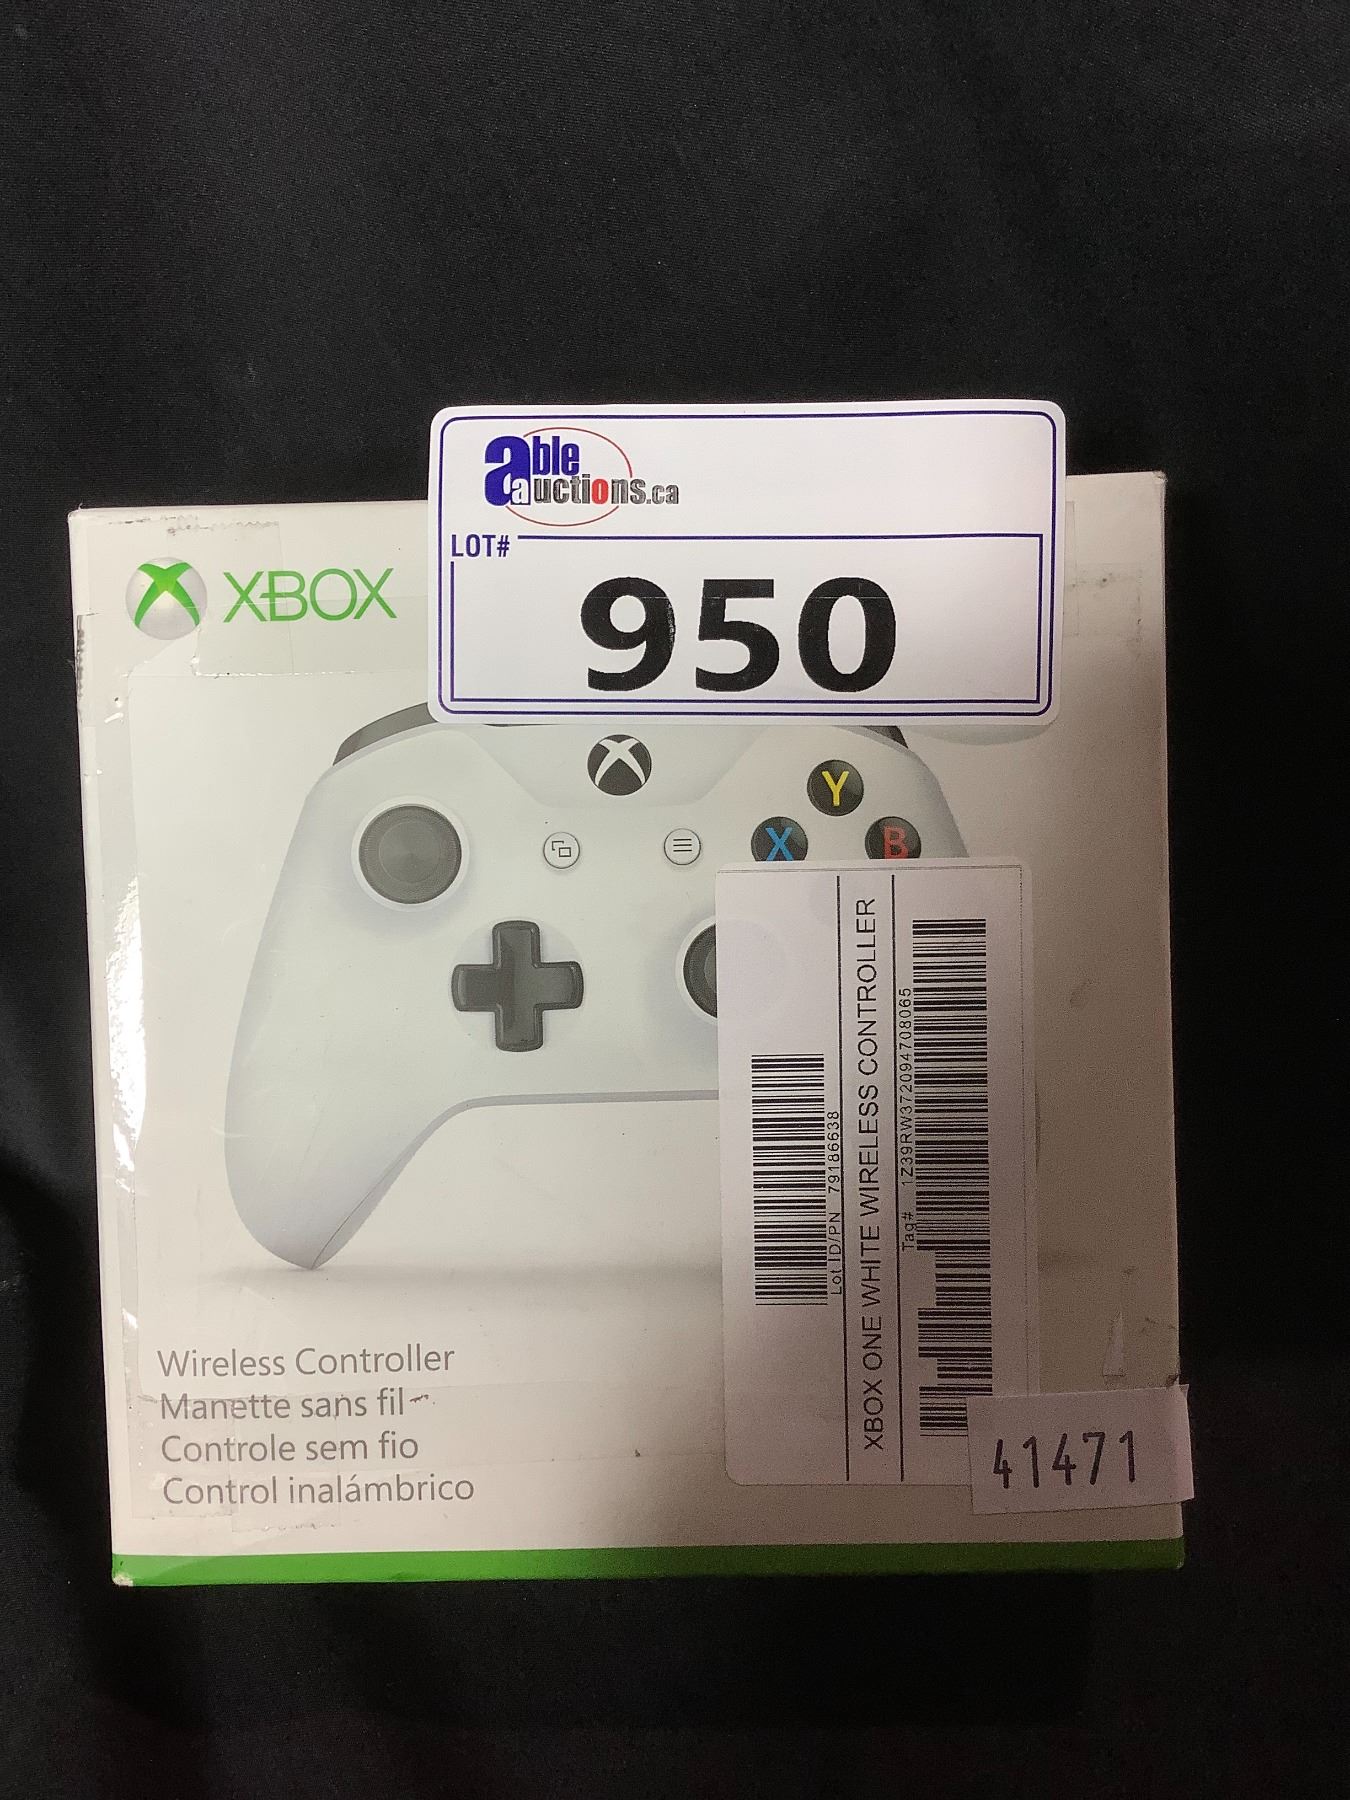 able
auctions.ca
LOT#
950
XBOX
Y
X
B
XBOX ONE WHITE WIRELESS CONTROLLER
Lot ID/PN 79186638
Tag# 1Z39RW372094708065
Wireless Controller
Manette sans fil
Controle sem fio
Control inalámbrico
41471